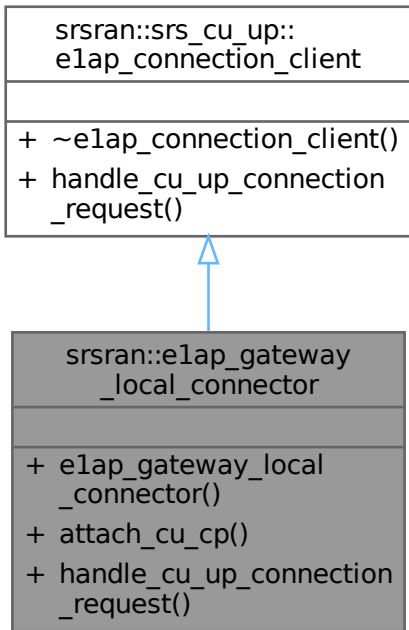 srsran::srs_cu_up::
e1ap_connection_client
+ ~e1ap_connection_client()
+ handle_cu_up_connection
_request()
srsran::e1ap_gateway
_local_connector
+ e1ap_gateway_local
_connector()
+ attach_cu_cp()
+ handle_cu_up_connection
_request()